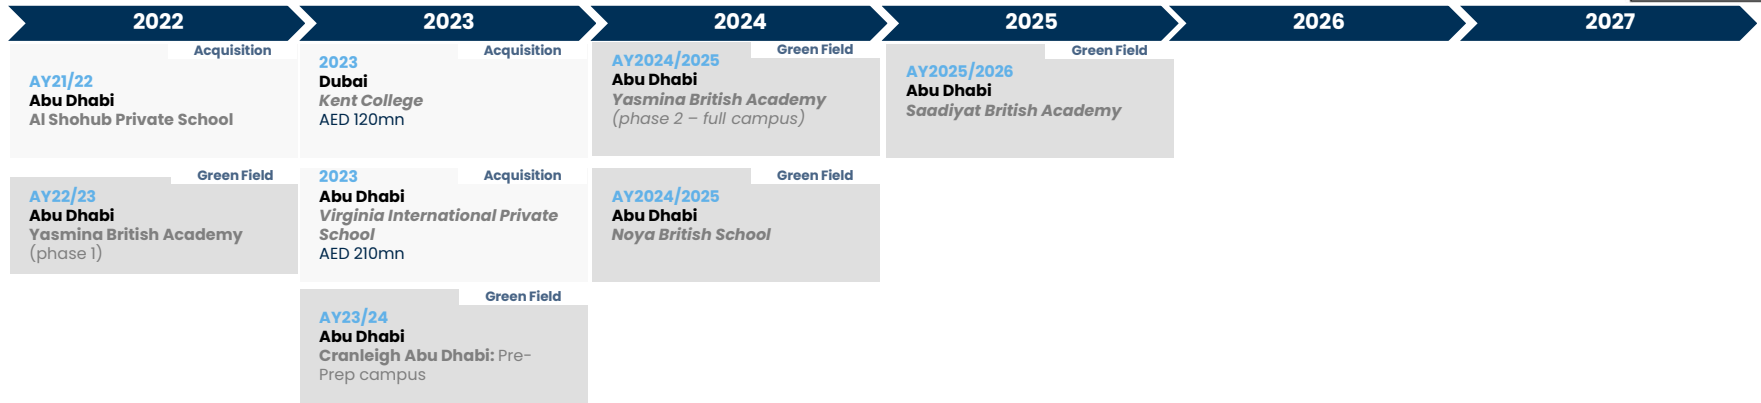 2022
2023
2024
2025
2026
2027
Acquisition
AY21/22
Abu Dhabi
Al Shohub Private School
Green Field
AY22/23
Abu Dhabi
Yasmina British Academy
(phase 1)
Acquisition
2023
Dubai
Kent College
AED 120mn
Acquisition
2023
Abu Dhabi
Virginia International Private
School
AED 210mn
Green Field
AY23/24
Abu Dhabi
Cranleigh Abu Dhabi: Pre-
Prep campus
Green Field
AY2024/2025
Abu Dhabi
Yasmina British Academy
(phase 2 – full campus)
Green Field
AY2024/2025
Abu Dhabi
Noya British School
Green Field
AY2025/2026
Abu Dhabi
Saadiyat British Academy